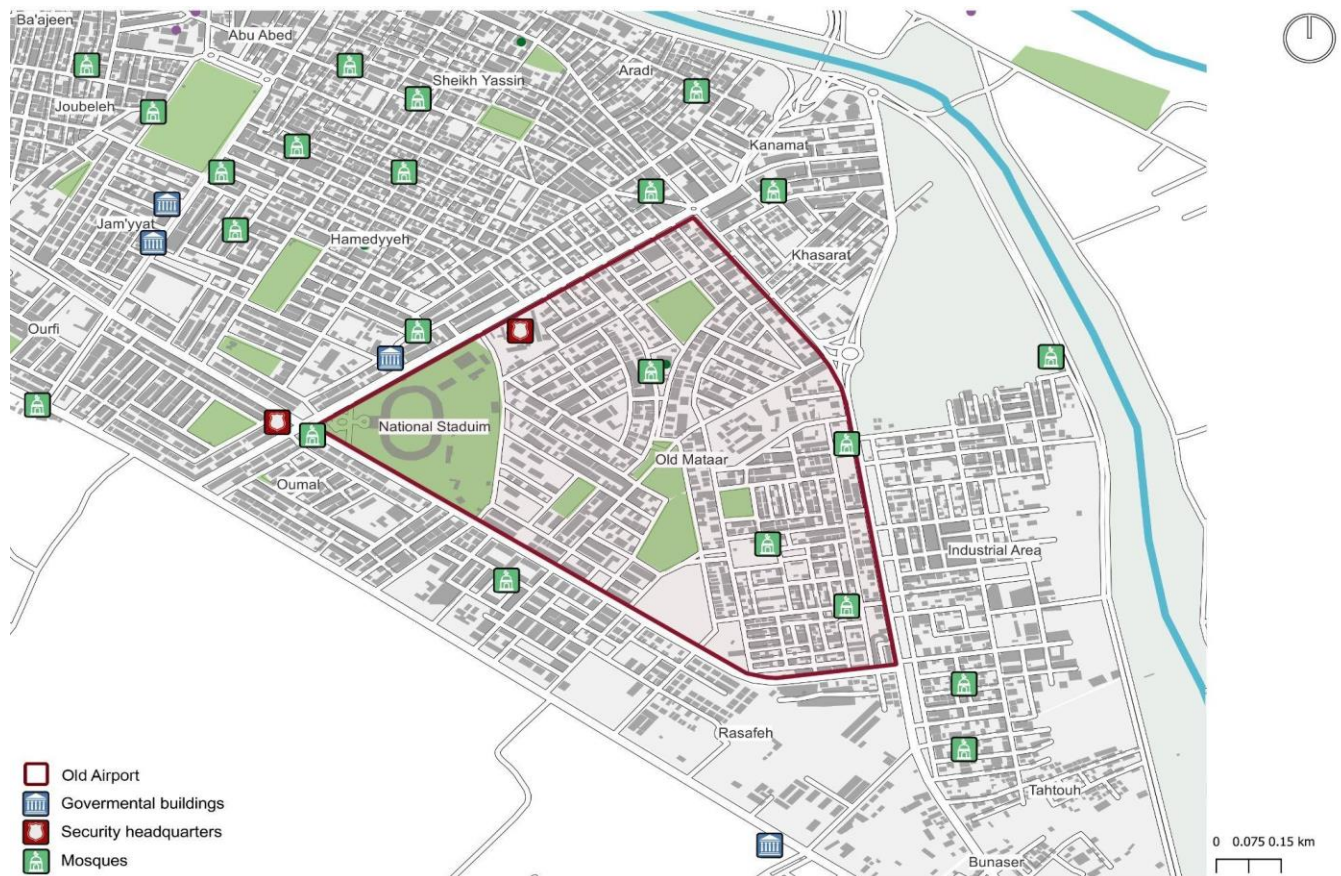 Ba'ajeen
Abu Abed
Sheikh Yassin
Aradi
Joubeleh
Kanamat
Jam'yyat
Hamedyyeh
Khasarat
Ourfi
National Staduim
Old Mataar
Oumal
Industrial Area
Rasafeh
Tahtouh
Bunaser
Old Airport
Govermental buildings
Security headquarters
Mosques
0 0.075 0.15 km